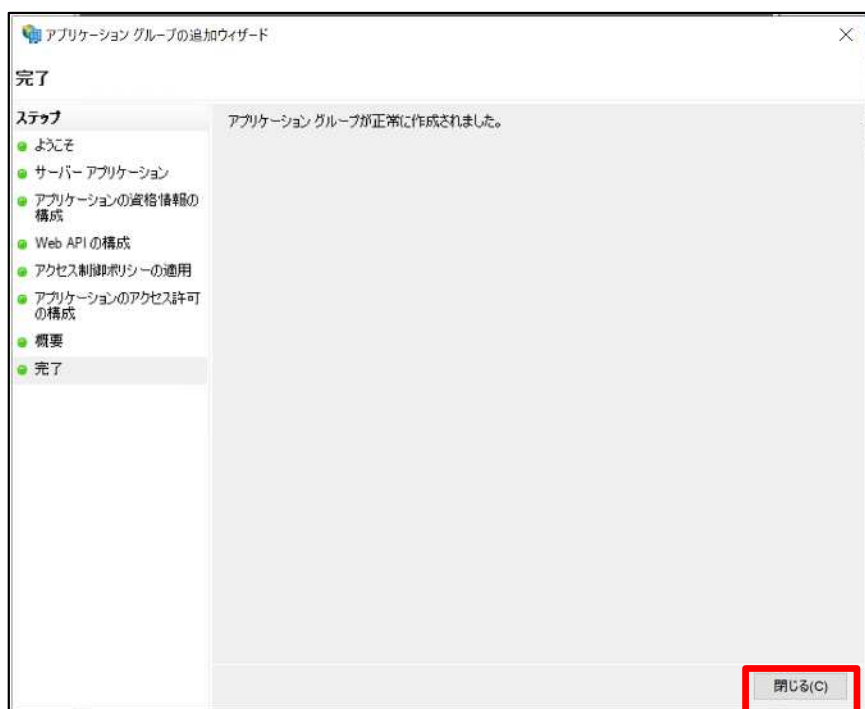 アプリケーション グループの追加ウィザード
完了
ステップ
ようこそ
サーバー アプリケーション
アプリケーションの資格情報の
構成
Web API の構成
アクセス制御ポリシーの適用
アプリケーションのアクセス許可
の構成
概要
完了
アプリケーション グループが正常に作成されました。
閉じる(C)